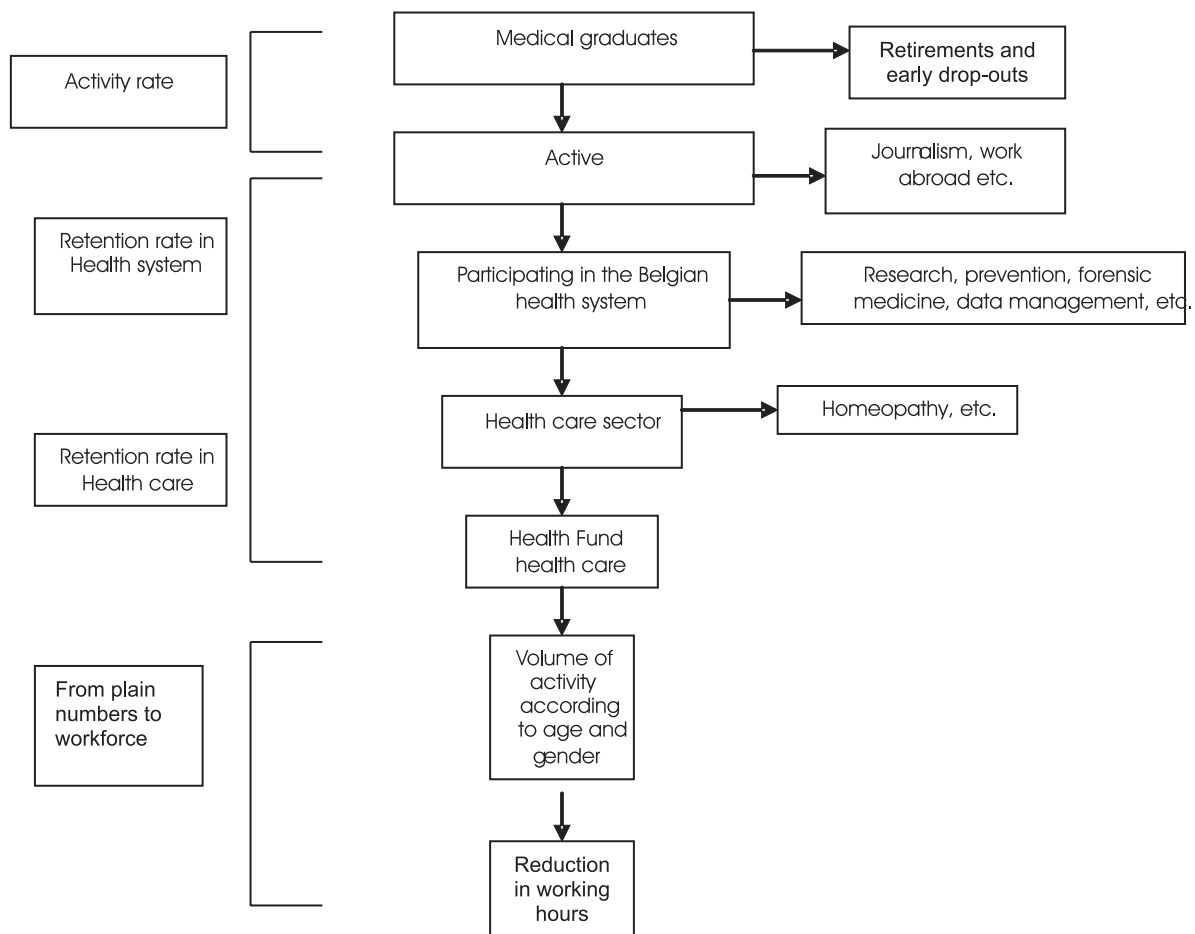 Medical graduates
Retirements and
early drop-outs
Activity rate
Active
Journalism, work
abroad etc.
Retention rate in
Health system
Participating in the Belgian
health system
Research, prevention, forensic
medicine, data management, etc.
Health care sector
Homeopathy, etc.
Retention rate in
Health care
Health Fund
health care
From plain
numbers to
workforce
Volume of
activity
according
to age and
gender
Reduction
in working
hours